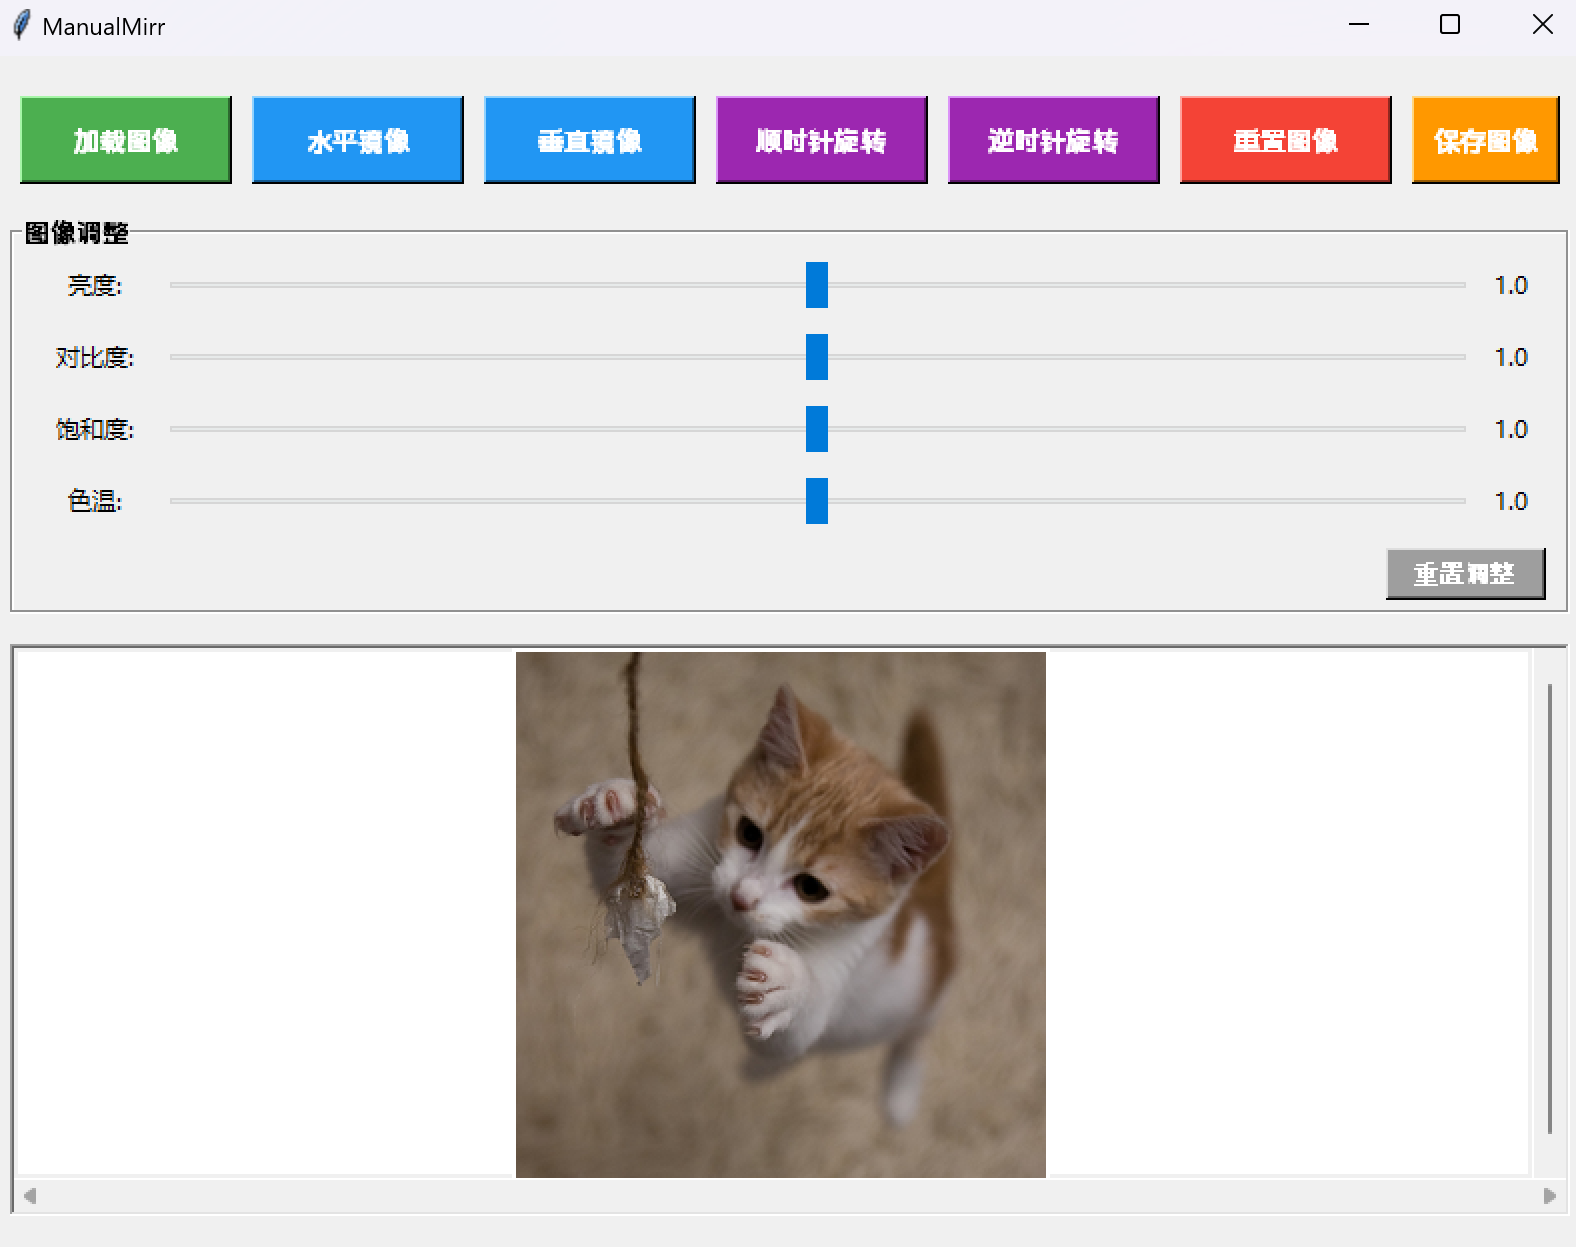 ManualMirr
加载图像 水平镜像 垂直镜像 顺时针旋转 逆时针旋转 重置图像 保存图像
图像调整
亮度: 1.0
对比度: 1.0
饱和度: 1.0
色温: 1.0
重置调整